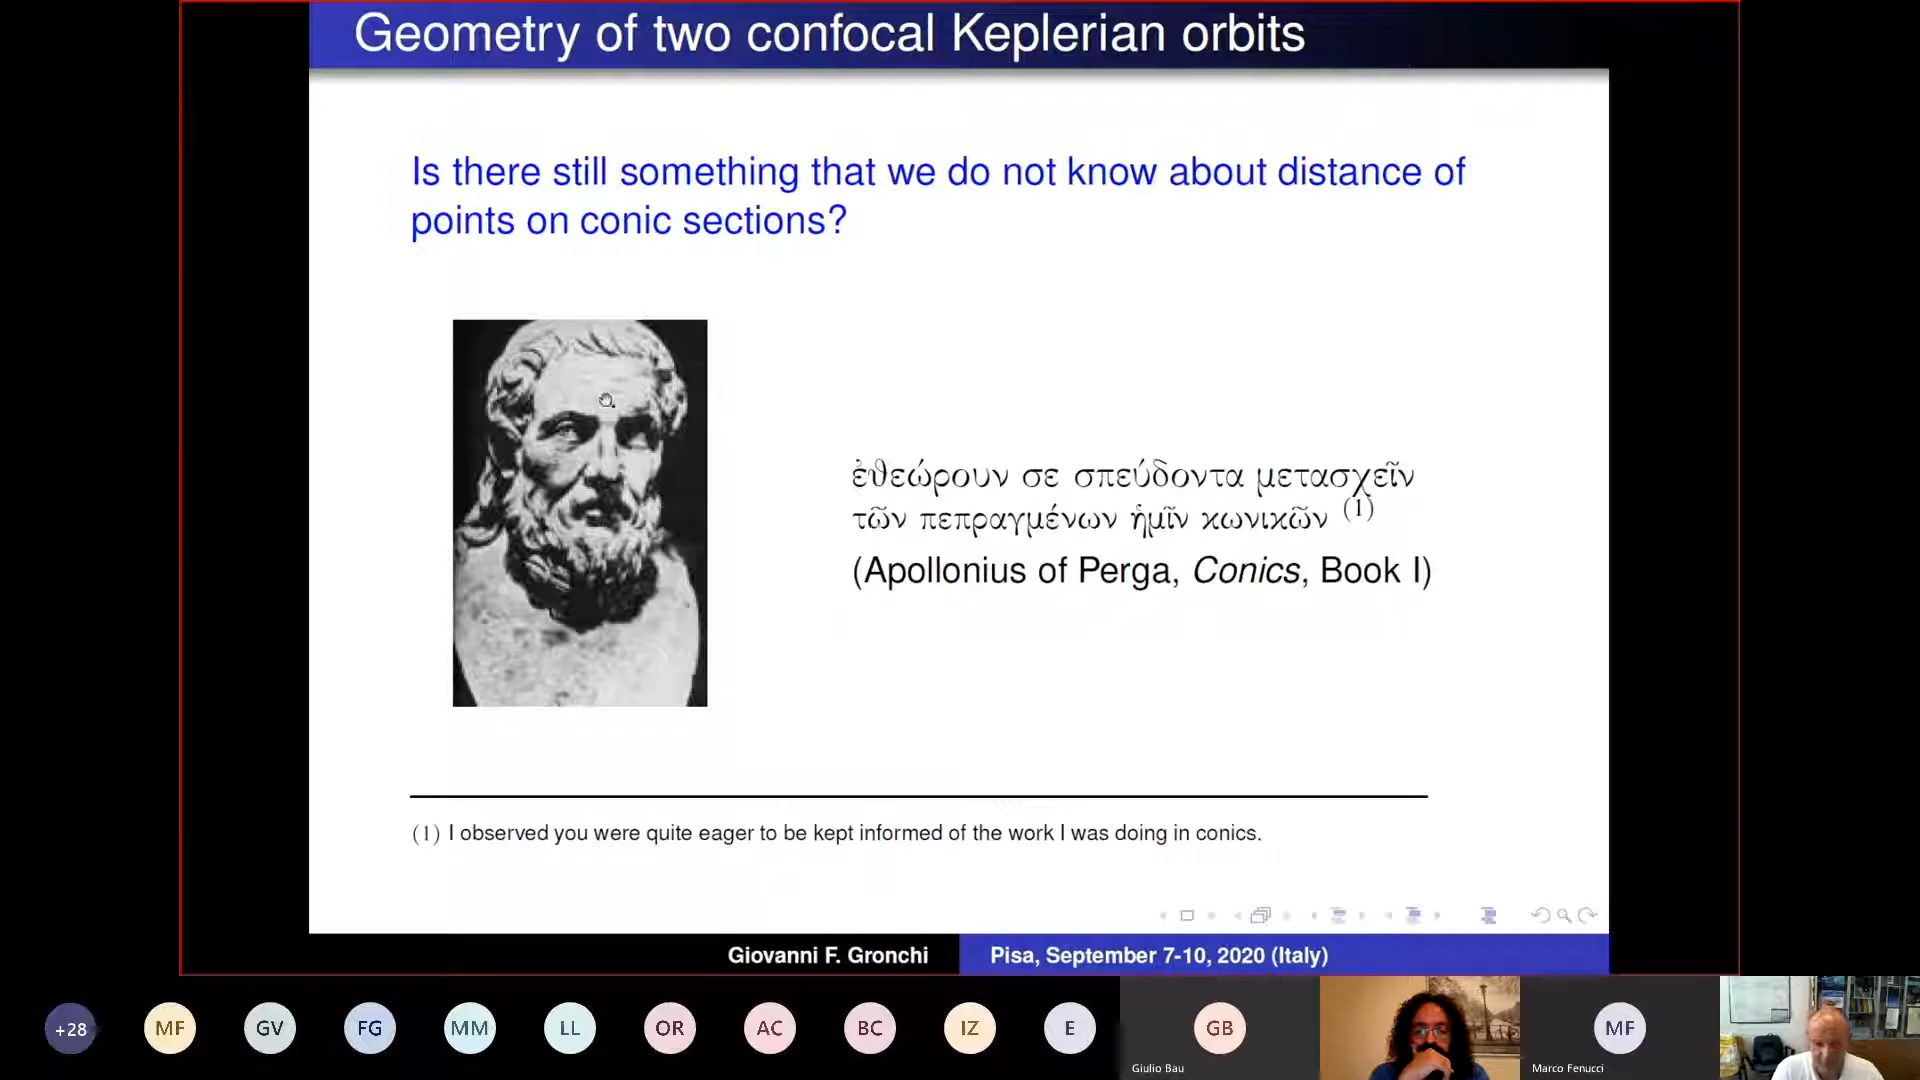 Geometry of two confocal Keplerian orbits
Is there still something that we do not know about distance of
points on conic sections?
ἐθεώρουν σε σπεύδοντα μετασχεῖν
τῶν πεπραγμένων ἡμῖν κωνικῶν (1)
(Apollonius of Perga, Conics, Book I)
(1) I observed you were quite eager to be kept informed of the work I was doing in conics.
Giovanni F. Gronchi
Pisa, September 7-10, 2020 (Italy)
+28
MF
GV
FG
MM
LL
OR
AC
BC
IZ
E
GB
Giulio Bau
MF
Marco Fenucci